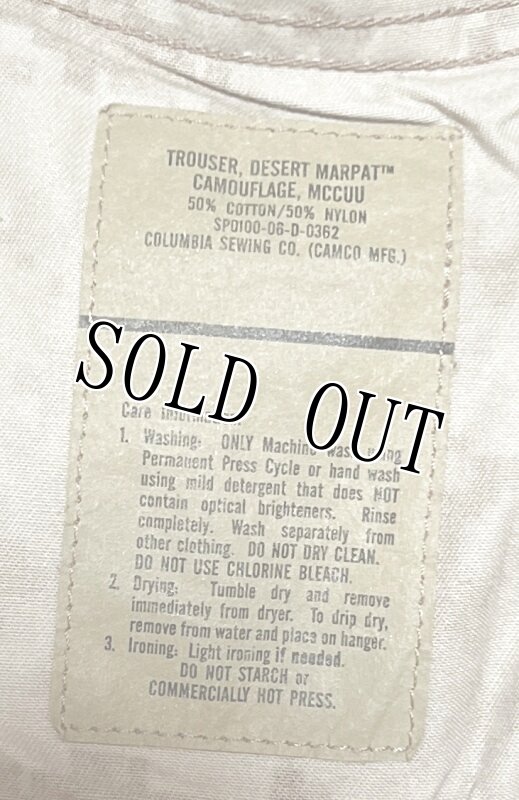 TROUSER, DESERT MARPAT™
CAMOUFLAGE, MCCUU
50% COTTON/50% NYLON
SPO100-06-D-0362
COLUMBIA SEWING CO. (CAMCO MFG.)
SOLD OUT
Care
1. Washing: ONLY Machine wash using
Permanent Press Cycle or hand wash
using mild detergent that does NOT
contain optical brighteners. Rinse
completely. Wash separately from
other clothing. DO NOT DRY CLEAN.
DO NOT USE CHLORINE BLEACH.
2. Drying: Tumble dry and remove
immediately from dryer. To drip dry,
remove from water and place on hanger.
3. Ironing: Light ironing if needed.
DO NOT STARCH or
COMMERCIALLY HOT PRESS.